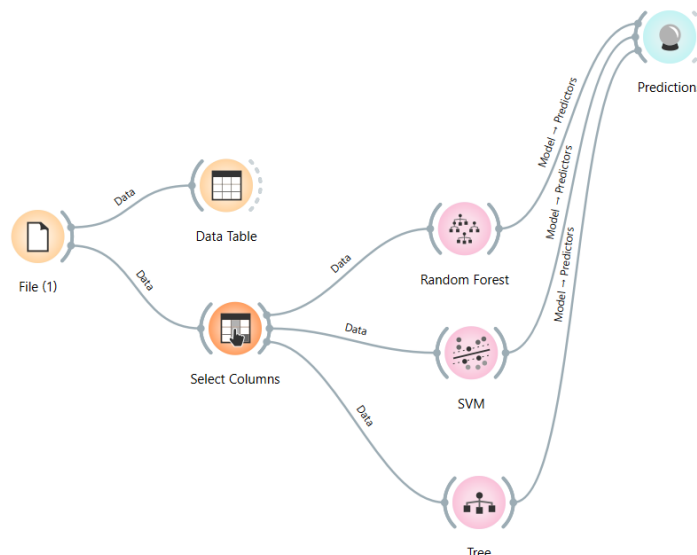 Prediction
Model → Predictors
Model → Predictors
Model → Predictors
Data
Data Table
File (1)
Data
Data
Random Forest
Select Columns
Data
SVM
Data
Tree